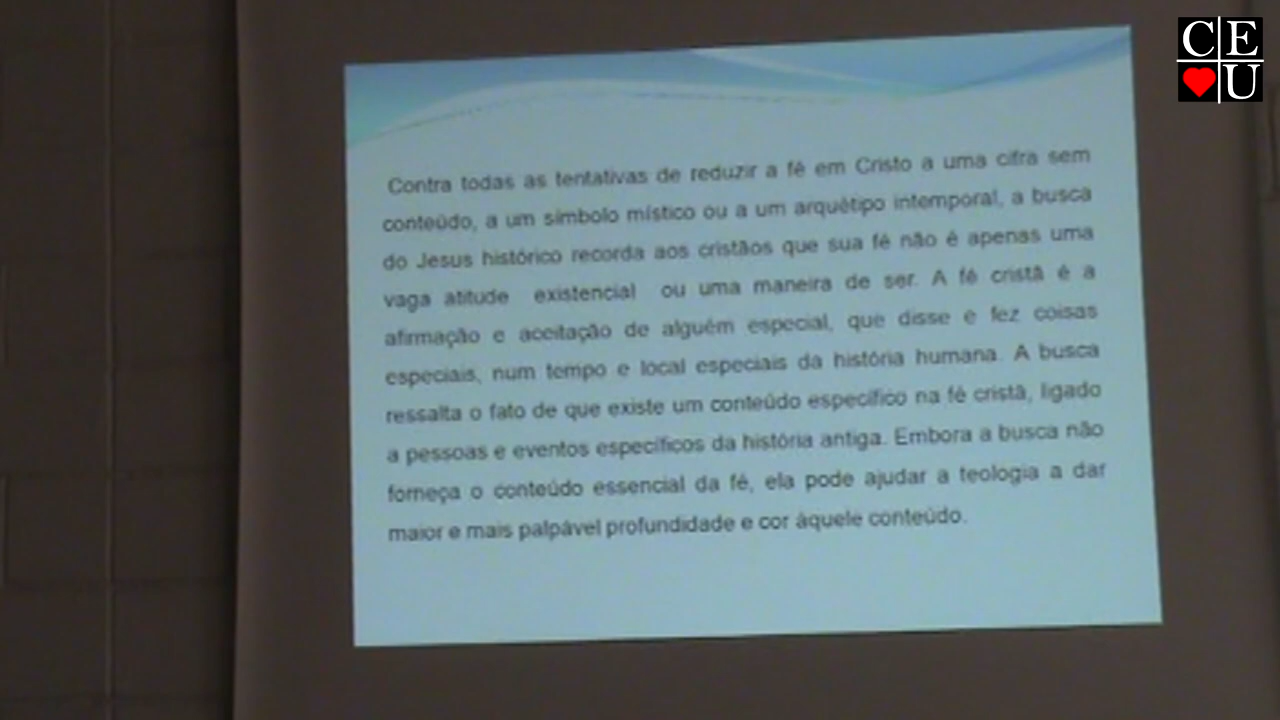 CE
U
Contra todas as tentativas de reduzir a fé em Cristo a uma cifra sem
conteúdo, a um símbolo místico ou a um arquétipo intemporal, a busca
do Jesus histórico recorda aos cristãos que sua fé não é apenas uma
vaga atitude existencial ou uma maneira de ser. A fé cristã é a
afirmação e aceitação de alguém especial, que disse e fez coisas
especiais, num tempo e local especiais da história humana. A busca
ressalta o fato de que existe um conteúdo específico na fé cristã, ligado
a pessoas e eventos específicos da história antiga. Embora a busca não
forneça o conteúdo essencial da fé, ela pode ajudar a teologia a dar
maior e mais palpável profundidade e cor àquele conteúdo.